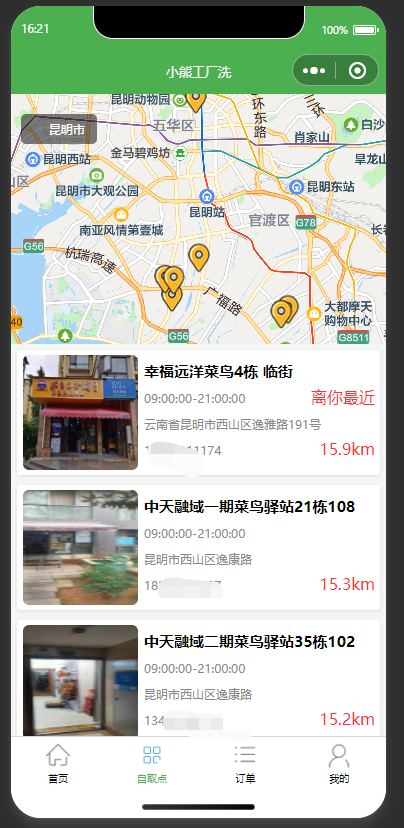 16:21
100%
小熊工厂洗
昆明市
昆明动物园
五华区
环东路
三环
白沙
肖家山
昆明西站
金马碧鸡坊
旱龙山
山区
昆明市大观公园
昆明东站
昆明站
官渡区
南亚风情第壹城
G78
G56
长
杭瑞高速
广福路
大都摩天
购物中心
40
G56
G8511
幸福远洋菜鸟4栋 临街
09:00:00-21:00:00
离你最近
云南省昆明市西山区逸雅路191号
15.9km
中天融域一期菜鸟驿站21栋108
09:00:00-21:00:00
昆明市西山区逸康路
15.3km
中天融域二期菜鸟驿站35栋102
09:00:00-21:00:00
昆明市西山区逸康路
15.2km
首页
自取点
订单
我的